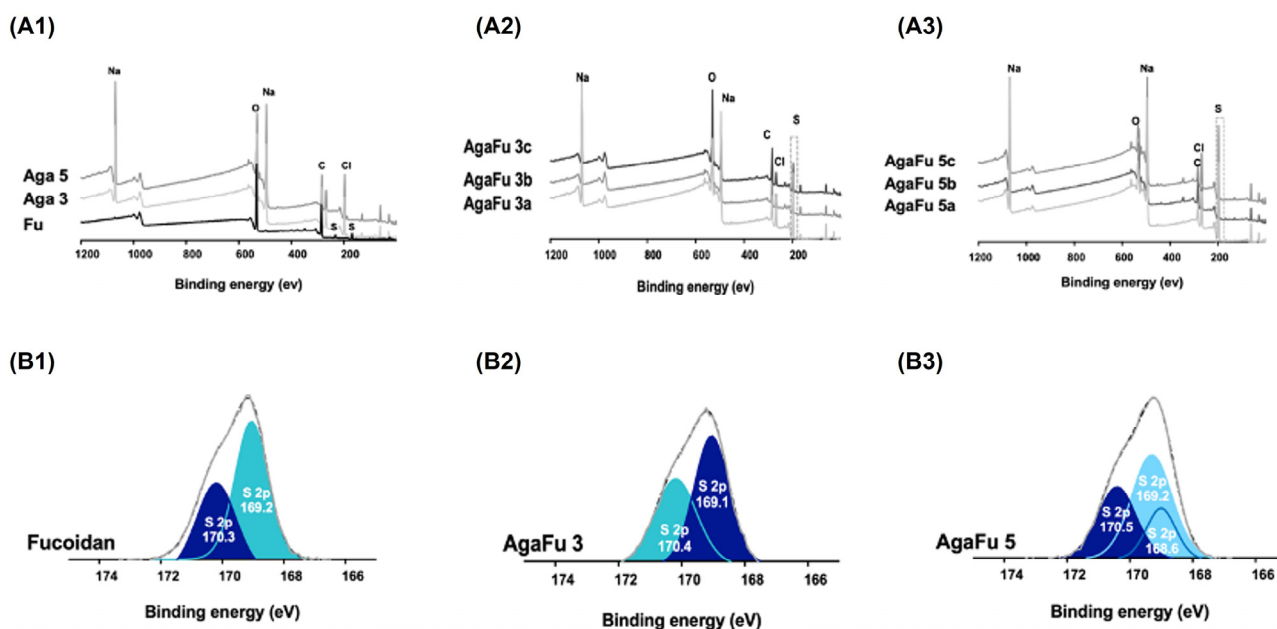 (A1)
Na
O
Na
C
Cl
S
S
Aga 5
Aga 3
Fu
1200 1000 800 600 400 200
Binding energy (ev)
(A2)
Na
O
Na
C
Cl
S
AgaFu 3c
AgaFu 3b
AgaFu 3a
1200 1000 800 600 400 200
Binding energy (ev)
(A3)
Na
Na
O
Cl
C
S
AgaFu 5c
AgaFu 5b
AgaFu 5a
1200 1000 800 600 400 200
Binding energy (eV)
(B1)
S 2p
169.2
S 2p
170.3
Fucoidan
174 172 170 168 166
Binding energy (eV)
(B2)
S 2p
169.1
S 2p
170.4
AgaFu 3
174 172 170 168 166
Binding energy (eV)
(B3)
S 2p
169.2
S 2p
170.5
S 2p
168.6
AgaFu 5
174 172 170 168 166
Binding energy (eV)